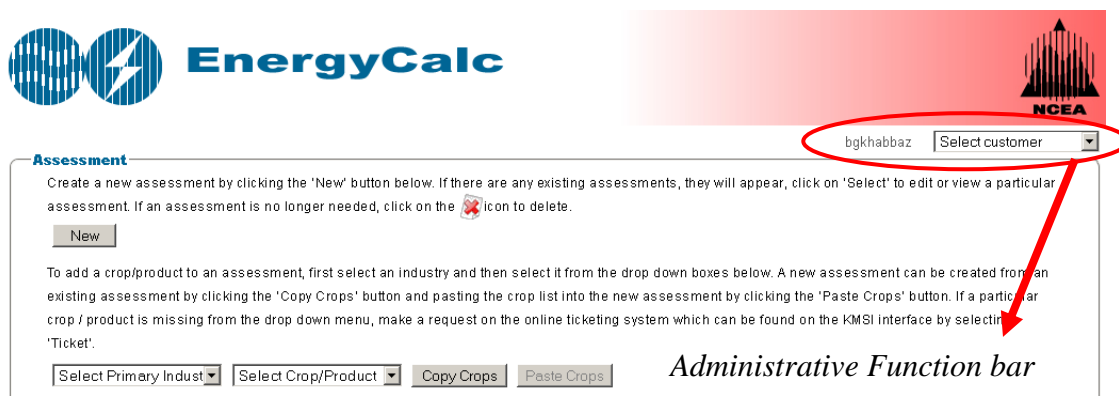 EnergyCalc
NCEA
bgkhabbaz Select customer
Assessment
Create a new assessment by clicking the 'New' button below. If there are any existing assessments, they will appear, click on 'Select' to edit or view a particular
assessment. If an assessment is no longer needed, click on the icon to delete.
New
To add a crop/product to an assessment, first select an industry and then select it from the drop down boxes below. A new assessment can be created from an
existing assessment by clicking the 'Copy Crops' button and pasting the crop list into the new assessment by clicking the 'Paste Crops' button. If a particular
crop / product is missing from the drop down menu, make a request on the online ticketing system which can be found on the KMSI interface by selecting
'Ticket'.
Select Primary Indust Select Crop/Product Copy Crops Paste Crops
Administrative Function bar